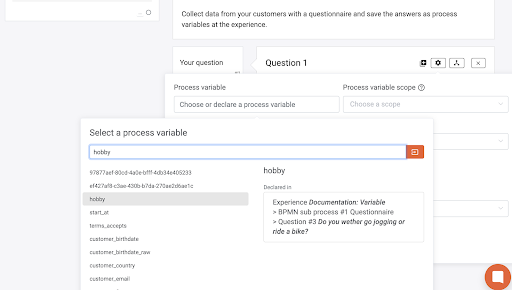 Collect data from your customers with a questionnaire and save the answers as process
variables at the experience.
Your question
Question 1
Process variable
Process variable scope
Choose or declare a process variable
Choose a scope
Select a process variable
hobby
97877aef-80cd-4a0e-bfff-4db34e405233
ef427af8-c3ae-430b-b7da-270ae2d6ae1c
hobby
start_at
terms_accepts
customer_birthdate
customer_birthdate_raw
customer_country
customer_email
hobby
Declared in
Experience Documentation: Variable
> BPMN sub process #1 Questionnaire
> Question #3 Do you wether go jogging or
ride a bike?